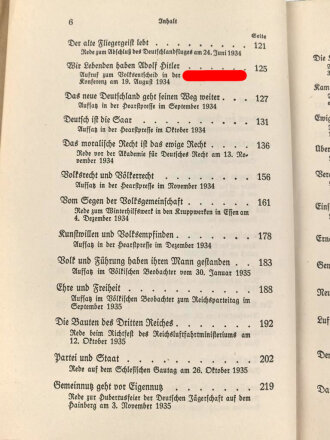 6 Inhalt
Seite
Der alte Fliegergeist lebt . . . . . . . . . 121
Rede zum Abschluß des Deutschlandfluges am 24. Juni 1934
Wir Lebenden haben Adolf Hitler 125
Aufruf zum Volksentscheid in der
Konferenz am 19. August 1934
Das neue Deutschland geht seinen Weg weiter . . 127
Aufsatz in der Hearstpresse im September 1934
Deutsch ist die Saar . . . . . . . . . . 131
Aufsatz in der Hearstpresse im Oktober 1934
Das moralische Recht ist das ewige Recht . . . 136
Rede vor der Akademie für Deutsches Recht am 13. No-
vember 1934
Volksrecht und Völkerrecht . . . . . . . . 156
Aufsatz in der Hearstpresse im November 1934
Vom Segen der Volksgemeinschaft . . . . . . 161
Rede zum Winterhilfswerk in den Kruppwerken in Essen am
4. Dezember 1934
Kunstwillen und Volksempfinden . . . . . . 178
Aufsatz in der Hearstpresse im Dezember 1934
Volk und Führung haben ihren Mann gestanden . . 183
Aufsatz im Völkischen Beobachter vom 30. Januar 1935
Ehre und Freiheit . . . . . . . . . . . 188
Aufsatz im Völkischen Beobachter zum Reichsparteitag im
September 1935
Die Bauten des Dritten Reiches . . . . . . . 192
Rede beim Richtfest des Reichsluftfahrtministeriums am
12. Oktober 1935
Partei und Staat . . . . . . . . . . . 202
Rede auf dem Schlesischen Gautag am 26. Oktober 1935
Gemeinnutz geht vor Eigennutz . . . . . . . 219
Rede zur Hubertusfeier der Deutschen Jägerschaft auf dem
Hainberg am 3. November 1935